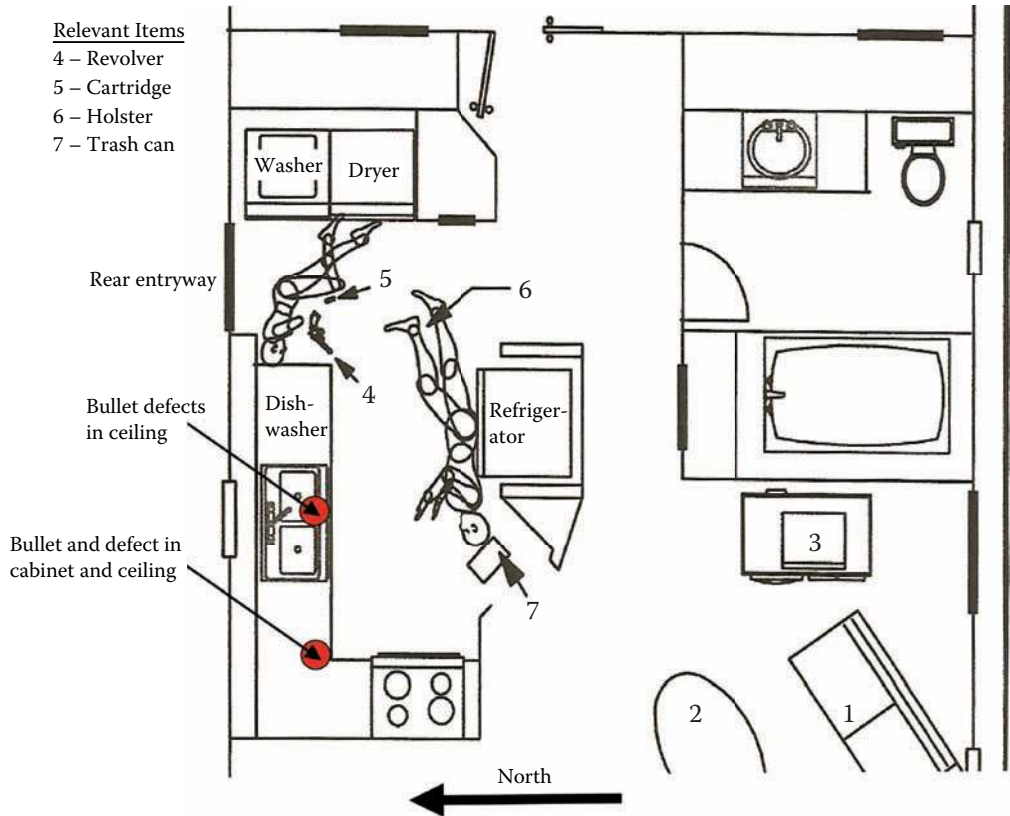 Relevant Items
4 – Revolver
5 – Cartridge
6 – Holster
7 – Trash can
Washer
Dryer
Rear entryway
5
6
4
Dish-
washer
Refriger-
ator
Bullet defects
in ceiling
Bullet and defect in
cabinet and ceiling
3
7
2
1
North